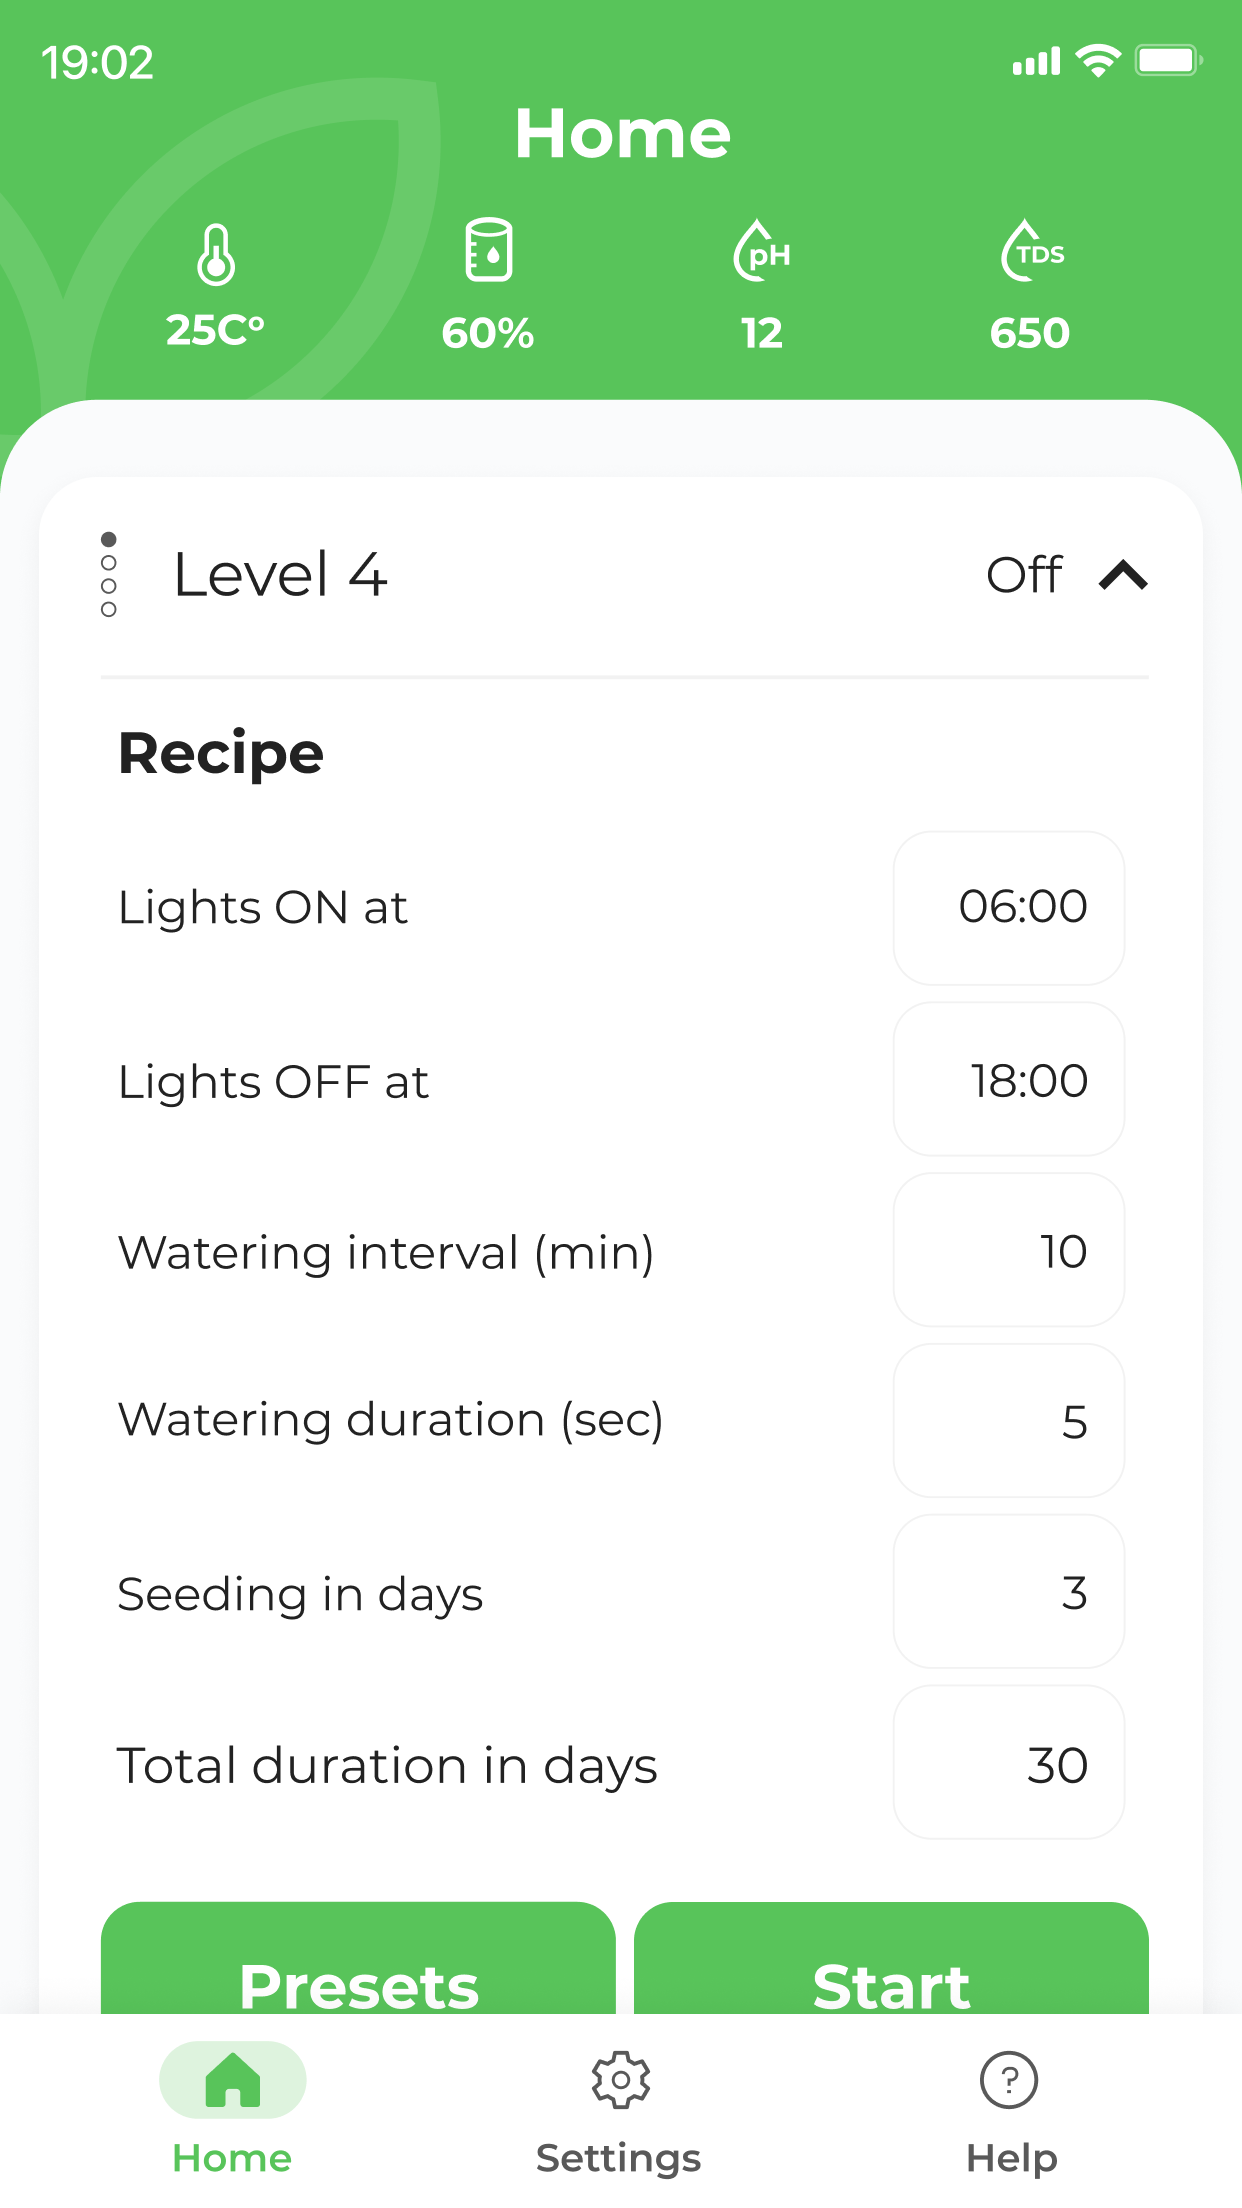 19:02
Home
pH TDS
25C° 60% 12 650
Level 4 Off
Recipe
Lights ON at 06:00
Lights OFF at 18:00
Watering interval (min) 10
Watering duration (sec) 5
Seeding in days 3
Total duration in days 30
Presets Start
?
Home Settings Help